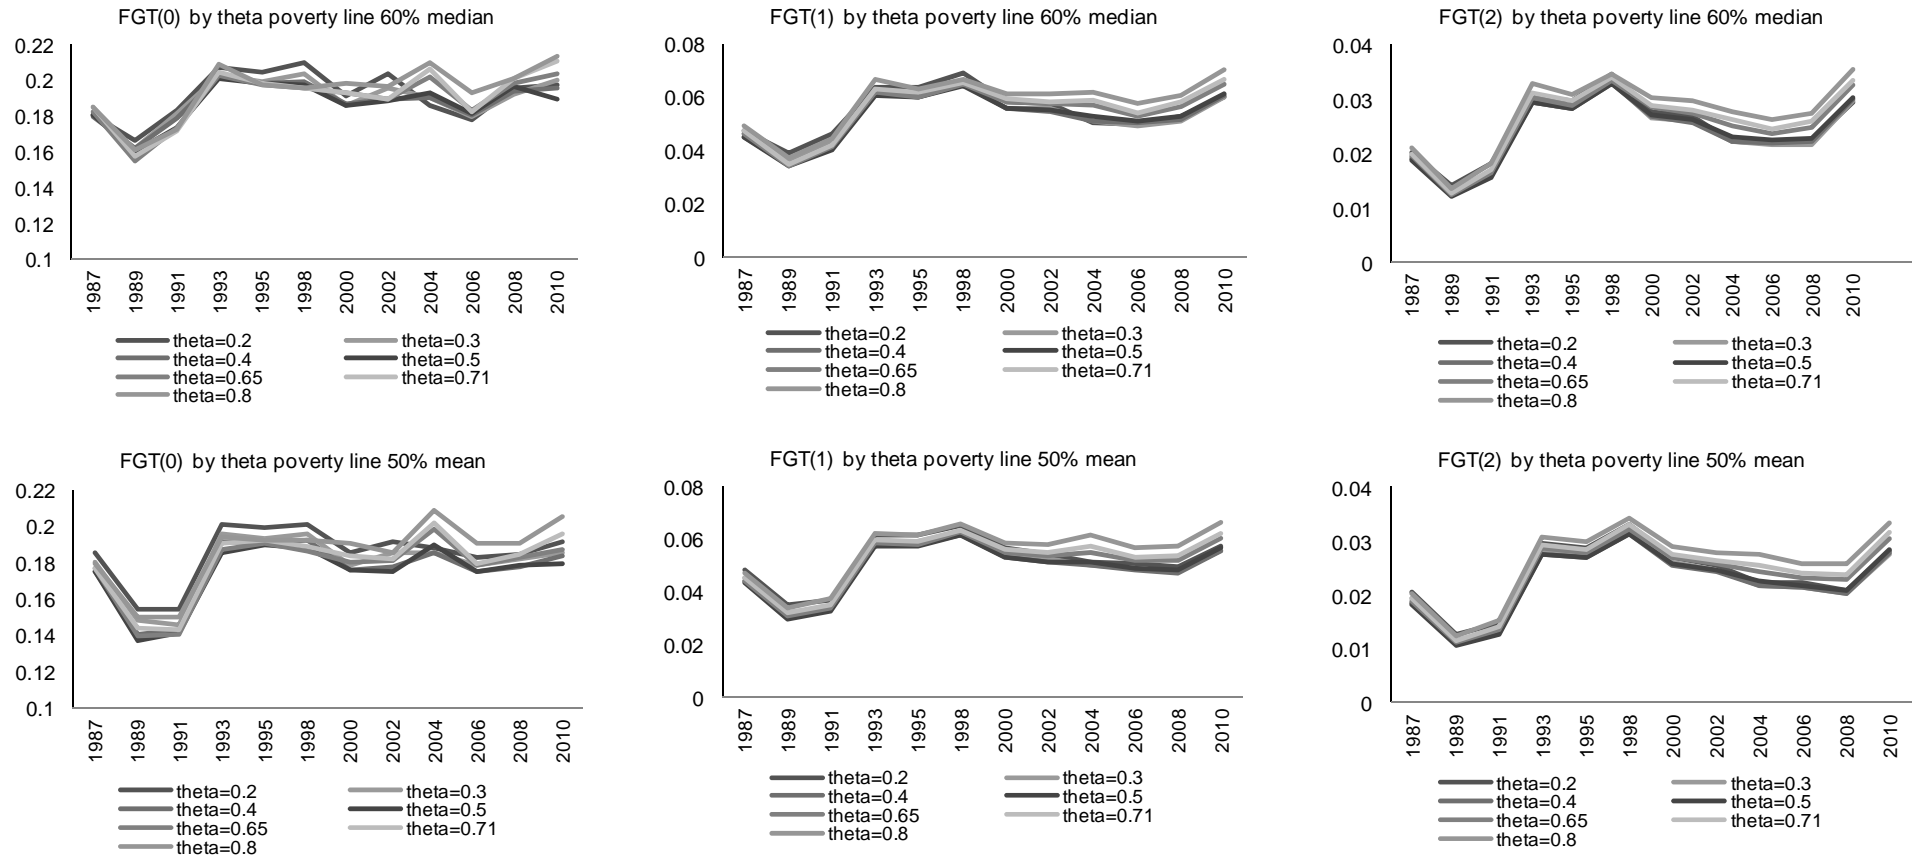 FGT(0) by theta poverty line 60% median
0.22
0.2
0.18
0.16
0.14
0.12
0.1
1987 1989 1991 1993 1995 1998 2000 2002 2004 2006 2008 2010
theta=0.2 theta=0.3
theta=0.4 theta=0.5
theta=0.65 theta=0.71
theta=0.8
FGT(1) by theta poverty line 60% median
0.08
0.06
0.04
0.02
0
1987 1989 1991 1993 1995 1998 2000 2002 2004 2006 2008 2010
theta=0.2 theta=0.3
theta=0.4 theta=0.5
theta=0.65 theta=0.71
theta=0.8
FGT(2) by theta poverty line 60% median
0.04
0.03
0.02
0.01
0
1987 1989 1991 1993 1995 1998 2000 2002 2004 2006 2008 2010
theta=0.2 theta=0.3
theta=0.4 theta=0.5
theta=0.65 theta=0.71
theta=0.8
FGT(0) by theta poverty line 50% mean
0.22
0.2
0.18
0.16
0.14
0.12
0.1
1987 1989 1991 1993 1995 1998 2000 2002 2004 2006 2008 2010
theta=0.2 theta=0.3
theta=0.4 theta=0.5
theta=0.65 theta=0.71
theta=0.8
FGT(1) by theta poverty line 50% mean
0.08
0.06
0.04
0.02
0
1987 1989 1991 1993 1995 1998 2000 2002 2004 2006 2008 2010
theta=0.2 theta=0.3
theta=0.4 theta=0.5
theta=0.65 theta=0.71
theta=0.8
FGT(2) by theta poverty line 50% mean
0.04
0.03
0.02
0.01
0
1987 1989 1991 1993 1995 1998 2000 2002 2004 2006 2008 2010
theta=0.2 theta=0.3
theta=0.4 theta=0.5
theta=0.65 theta=0.71
theta=0.8